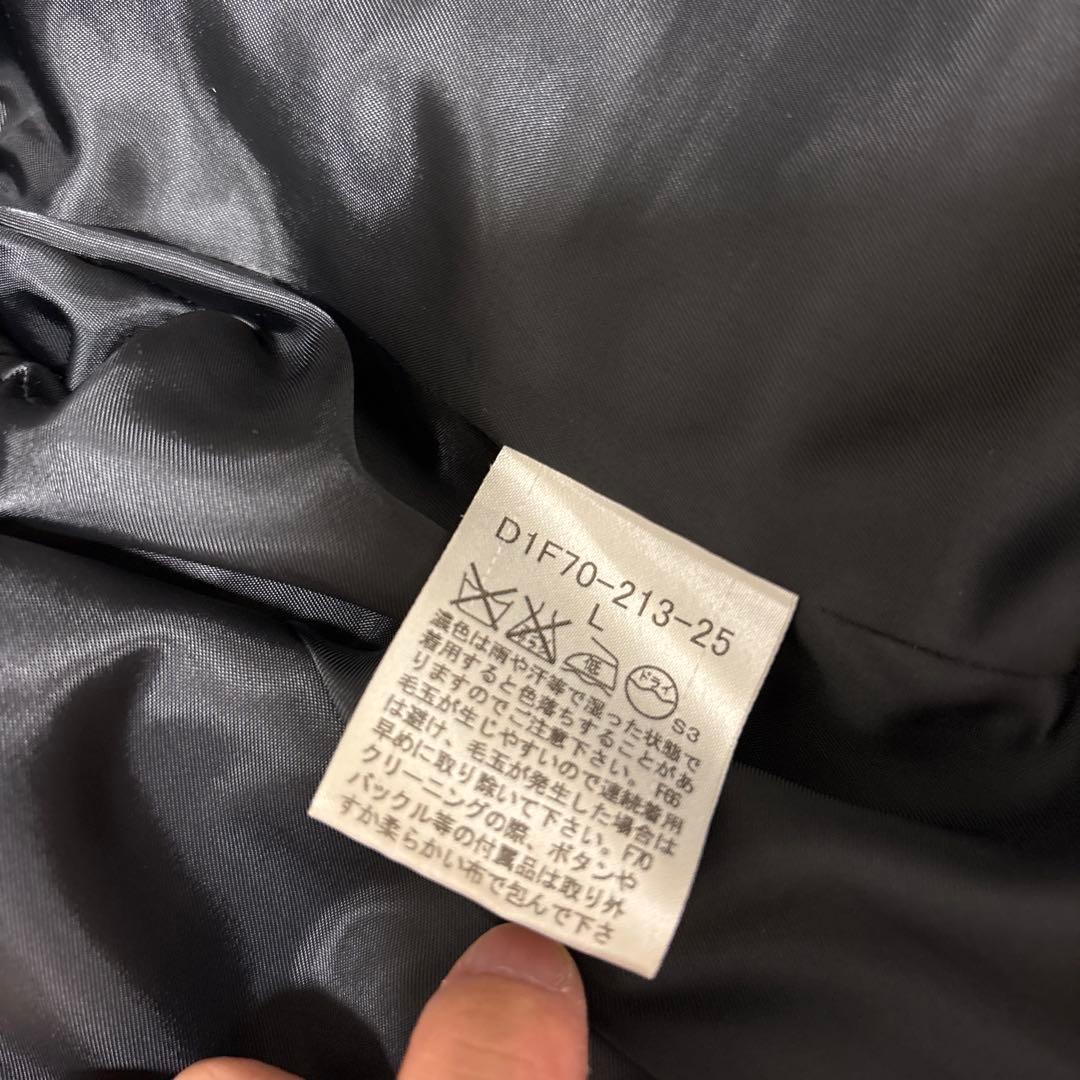 D1F70-213-25
L
エンソ
低
ドライ
S3
濃色は雨や汗等で湿った状態で
着用すると色落ちすることがあ
りますのでご注意下さい。F66
毛玉が生じやすいので連続着用
は避け、毛玉が発生した場合は
早めに取り除いて下さい。F70
クリーニングの際、ボタンや
バックル等の付属品は取り外
すか柔らかい布で包んで下さ